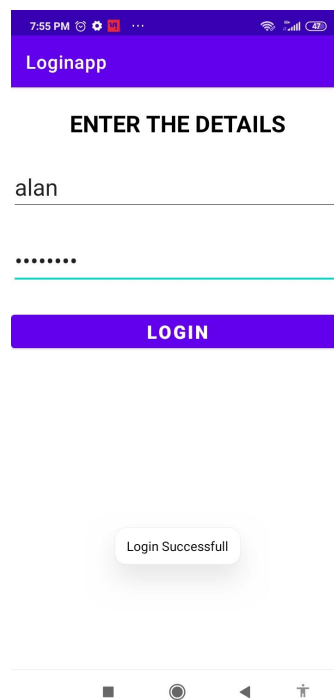 7:55 PM ... 47
Loginapp
ENTER THE DETAILS
alan
••••••••
LOGIN
Login Successfull